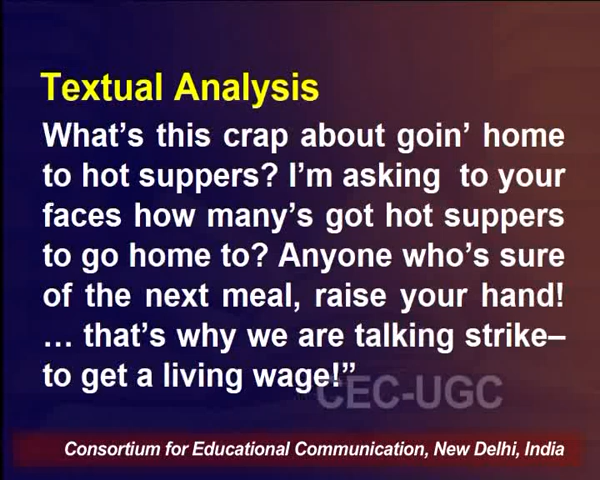 Textual Analysis
What’s this crap about goin’ home
to hot suppers? I’m asking to your
faces how many’s got hot suppers
to go home to? Anyone who’s sure
of the next meal, raise your hand!
… that’s why we are talking strike–
to get a living wage!”
CEC-UGC
Consortium for Educational Communication, New Delhi, India